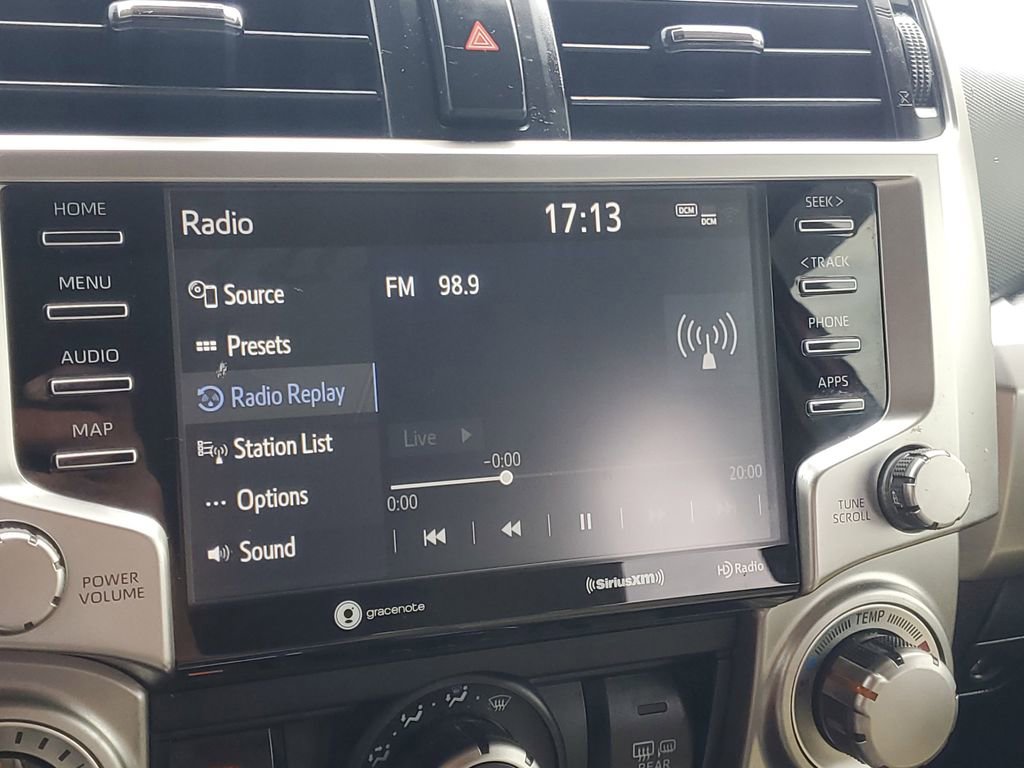 HOME
MENU
AUDIO
MAP
POWER
VOLUME
Radio
17:13
DCM
DCM
Source
Presets
Radio Replay
Station List
Options
Sound
FM 98.9
Live
-0:00
0:00
20:00
gracenote
((SiriusXM))
HD Radio
SEEK >
< TRACK
PHONE
APPS
TUNE
SCROLL
TEMP
REAR